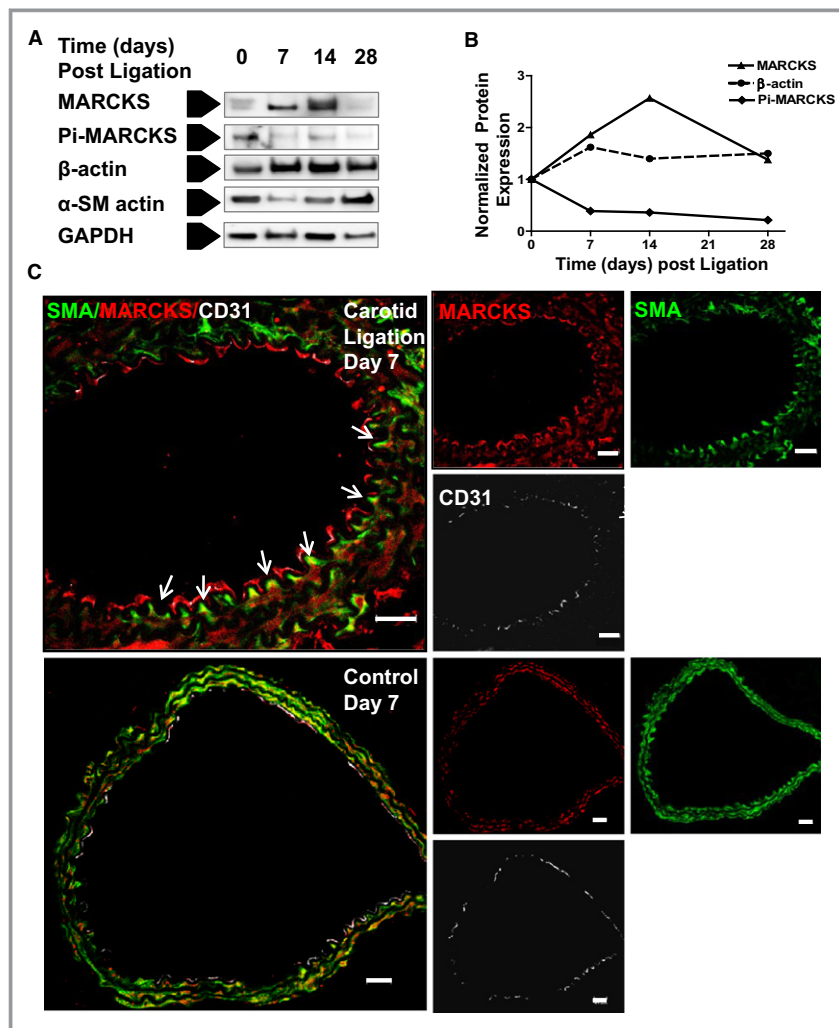 A
Time (days)
Post Ligation
0 7 14 28
MARCKS
Pi-MARCKS
β-actin
α-SM actin
GAPDH
B
MARCKS
β-actin
Pi-MARCKS
Normalized Protein
Expression
3
2
1
0
0 7 14 21 28
Time (days) post Ligation
C
SMA/MARCKS/CD31
Carotid
Ligation
Day 7
MARCKS
SMA
CD31
Control
Day 7